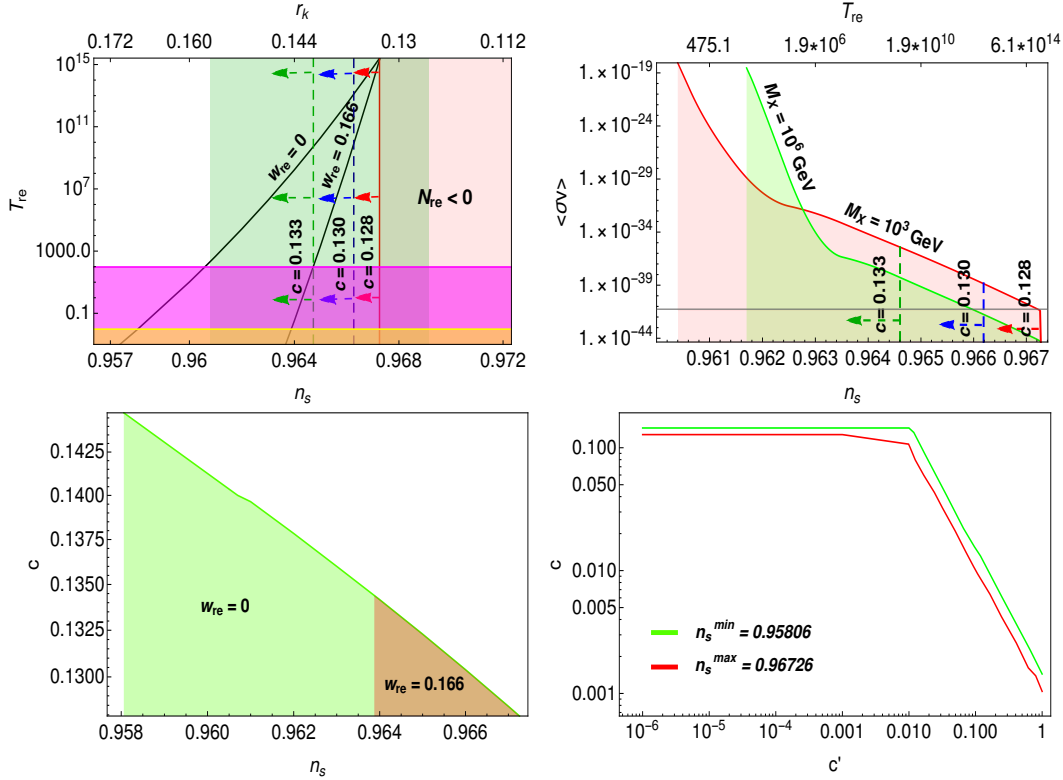 r_k
0.172 0.160 0.144 0.13 0.112
10^15
10^11
10^7
1000.0
0.1
T_re
w_re = 0
w_re = 0.166
N_re < 0
c = 0.133
c = 0.130
c = 0.128
0.957 0.96 0.964 0.968 0.972
n_s
T_re
475.1 1.9*10^6 1.9*10^10 6.1*10^14
1.×10^-19
1.×10^-24
1.×10^-29
1.×10^-34
1.×10^-39
1.×10^-44
<σv>
M_X = 10^6 GeV
M_X = 10^3 GeV
c = 0.133
c = 0.130
c = 0.128
0.961 0.962 0.963 0.964 0.965 0.966 0.967
n_s
0.1425
0.1400
0.1375
0.1350
0.1325
0.1300
c
w_re = 0
w_re = 0.166
0.958 0.960 0.962 0.964 0.966
n_s
0.100
0.050
0.010
0.005
0.001
c
n_s^min = 0.95806
n_s^max = 0.96726
10^-6 10^-5 10^-4 0.001 0.010 0.100 1
c'